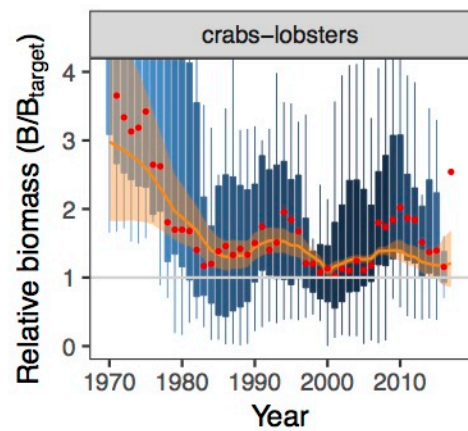 crabs-lobsters
Relative biomass (B/Btarget)
4
3
2
1
0
1970 1980 1990 2000 2010
Year